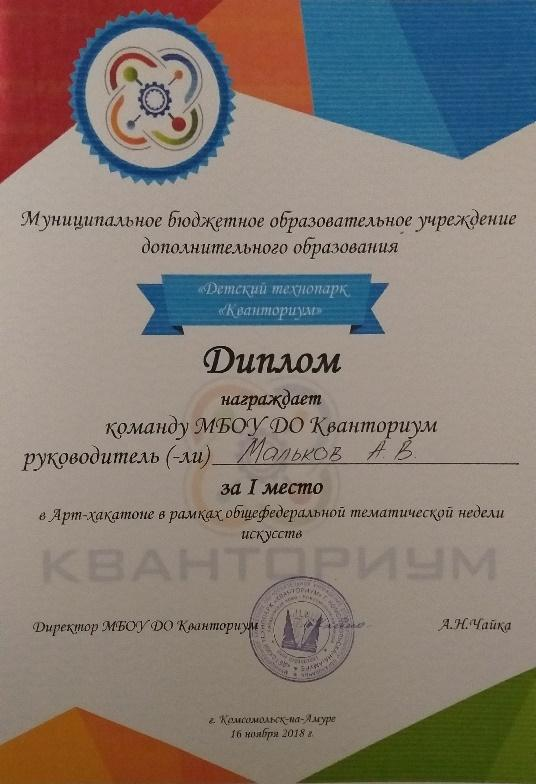 Муниципальное бюджетное образовательное учреждение
дополнительного образования
«Детский технопарк
«Кванториум»
Диплом
награждает
команду МБОУ ДО Кванториум
руководитель (-ли) Мальков А. В.
за I место
в Арт-хакатоне в рамках общефедеральной тематической недели
искусств
КВАНТОРИУМ
Директор МБОУ ДО Кванториум А.Н.Чайка
г. Комсомольск-на-Амуре
16 ноября 2018 г.